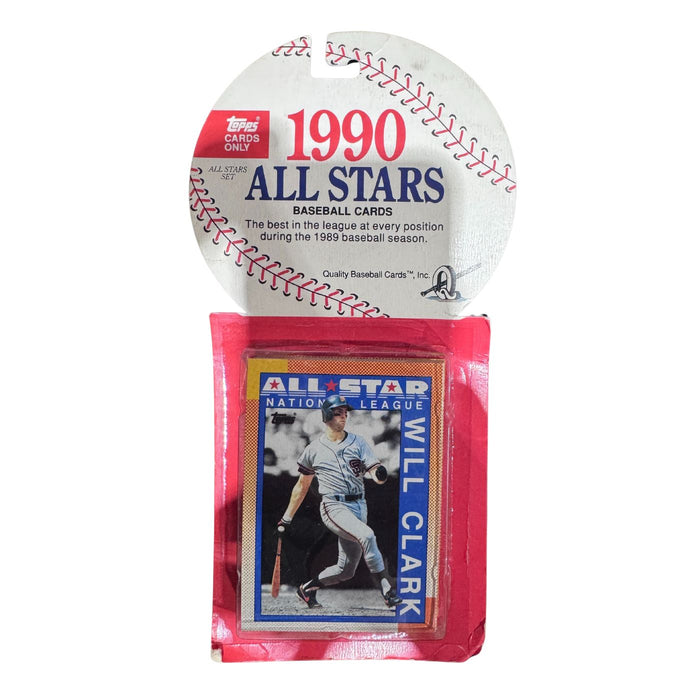 topps
CARDS
ONLY
1990
ALL STARS
SET
ALL STARS
BASEBALL CARDS
The best in the league at every position
during the 1989 baseball season.
Quality Baseball Cards™, Inc.
ALL★STAR
NATIONAL LEAGUE
topps
WILL CLARK